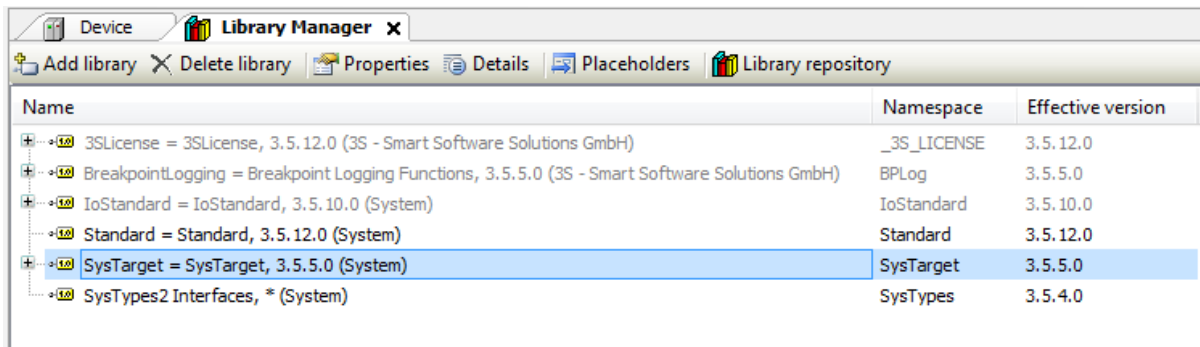 Device Library Manager
Add library Delete library Properties Details Placeholders Library repository
Name Namespace Effective version
3SLicense = 3SLicense, 3.5.12.0 (3S - Smart Software Solutions GmbH) _3S_LICENSE 3.5.12.0
BreakpointLogging = Breakpoint Logging Functions, 3.5.5.0 (3S - Smart Software Solutions GmbH) BPLog 3.5.5.0
IoStandard = IoStandard, 3.5.10.0 (System) IoStandard 3.5.10.0
Standard = Standard, 3.5.12.0 (System) Standard 3.5.12.0
SysTarget = SysTarget, 3.5.5.0 (System) SysTarget 3.5.5.0
SysTypes2 Interfaces, * (System) SysTypes 3.5.4.0